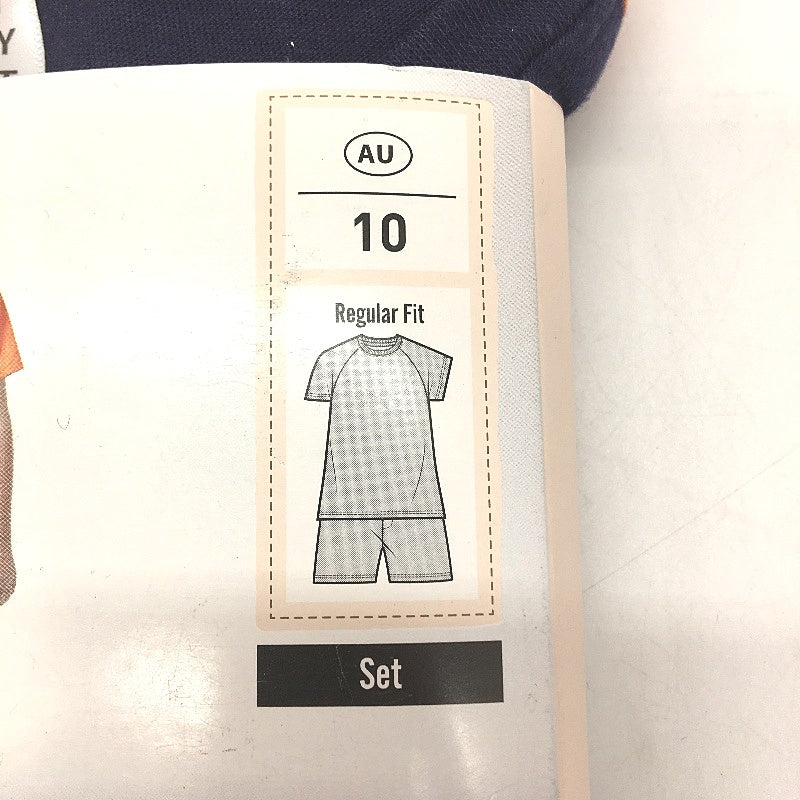 Y
AU
10
Regular Fit
Set